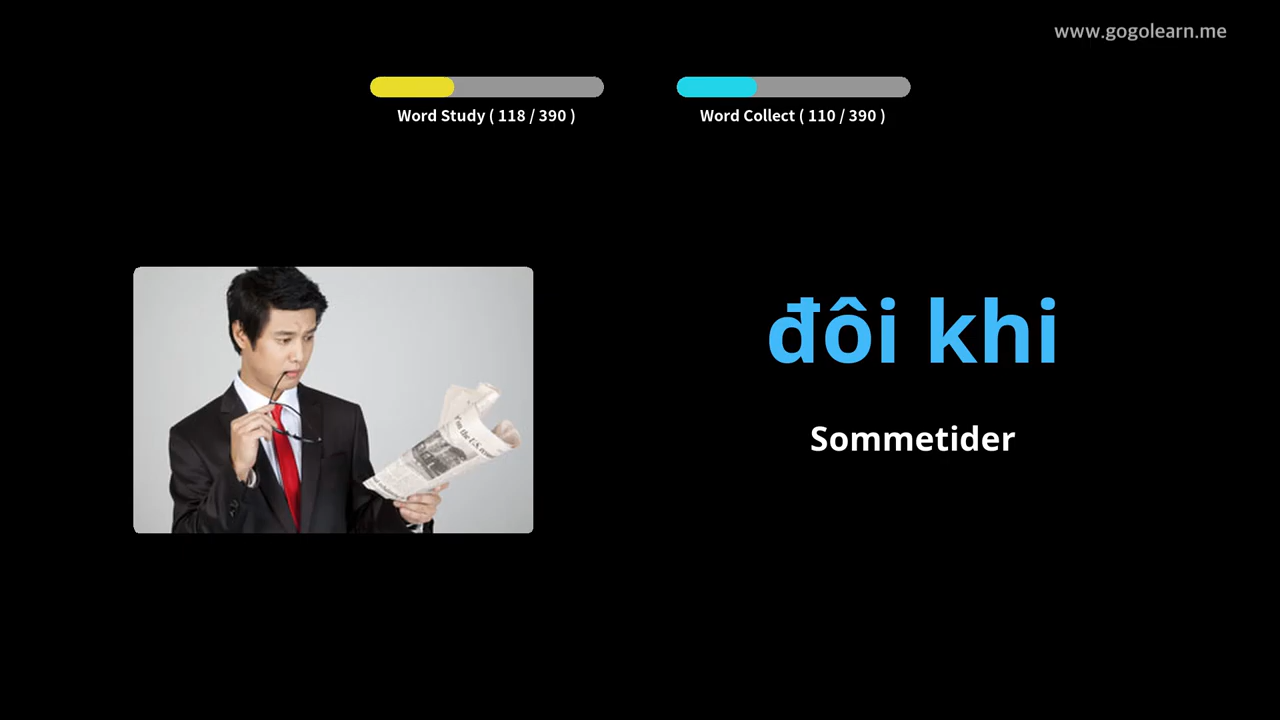 www.gogolearn.me
Word Study ( 118 / 390 )
Word Collect ( 110 / 390 )
đôi khi
Sommetider